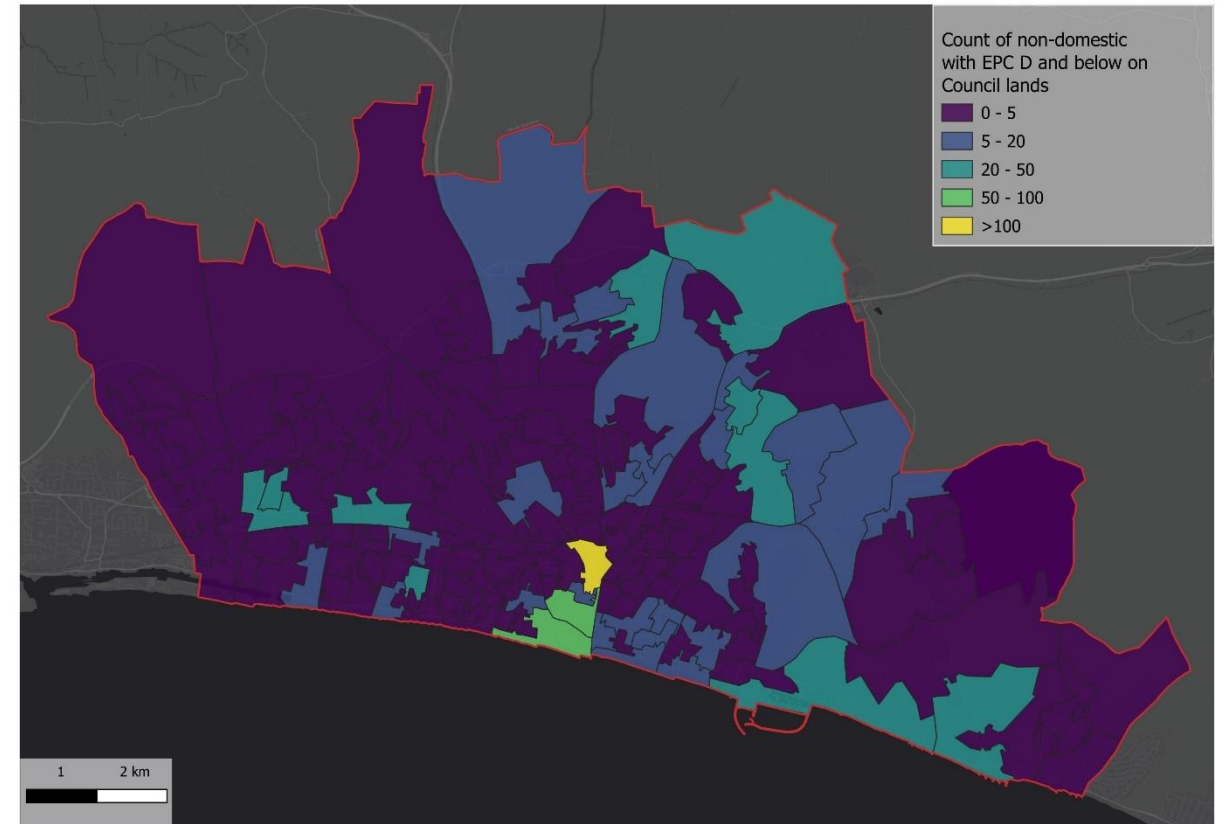 Count of non-domestic
with EPC D and below on
Council lands
0 - 5
5 - 20
20 - 50
50 - 100
>100
1 2 km